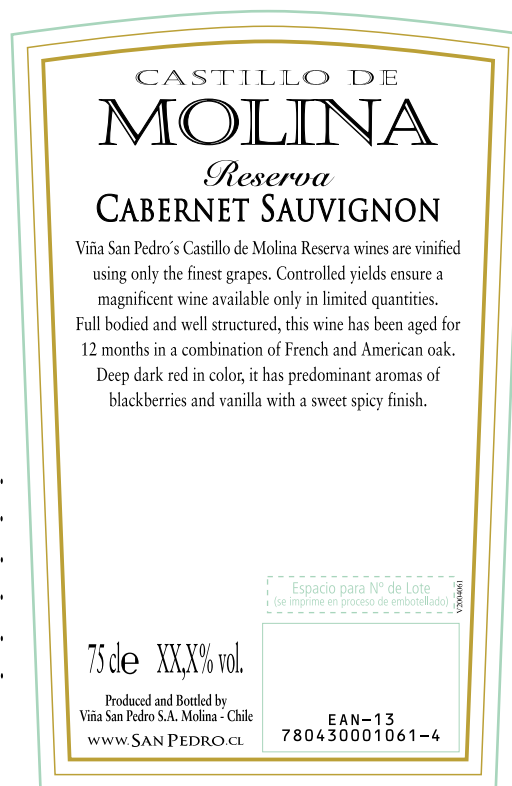 CASTILLO DE
MOLINA
Reserva
CABERNET SAUVIGNON
Viña San Pedro´s Castillo de Molina Reserva wines are vinified
using only the finest grapes. Controlled yields ensure a
magnificent wine available only in limited quantities.
Full bodied and well structured, this wine has been aged for
12 months in a combination of French and American oak.
Deep dark red in color, it has predominant aromas of
blackberries and vanilla with a sweet spicy finish.
Espacio para Nº de Lote
(se imprime en proceso de embotellado)
V2004061
75 cl e XX,X% vol.
Produced and Bottled by
Viña San Pedro S.A. Molina - Chile
WWW.SAN PEDRO.CL
EAN-13
780430001061-4